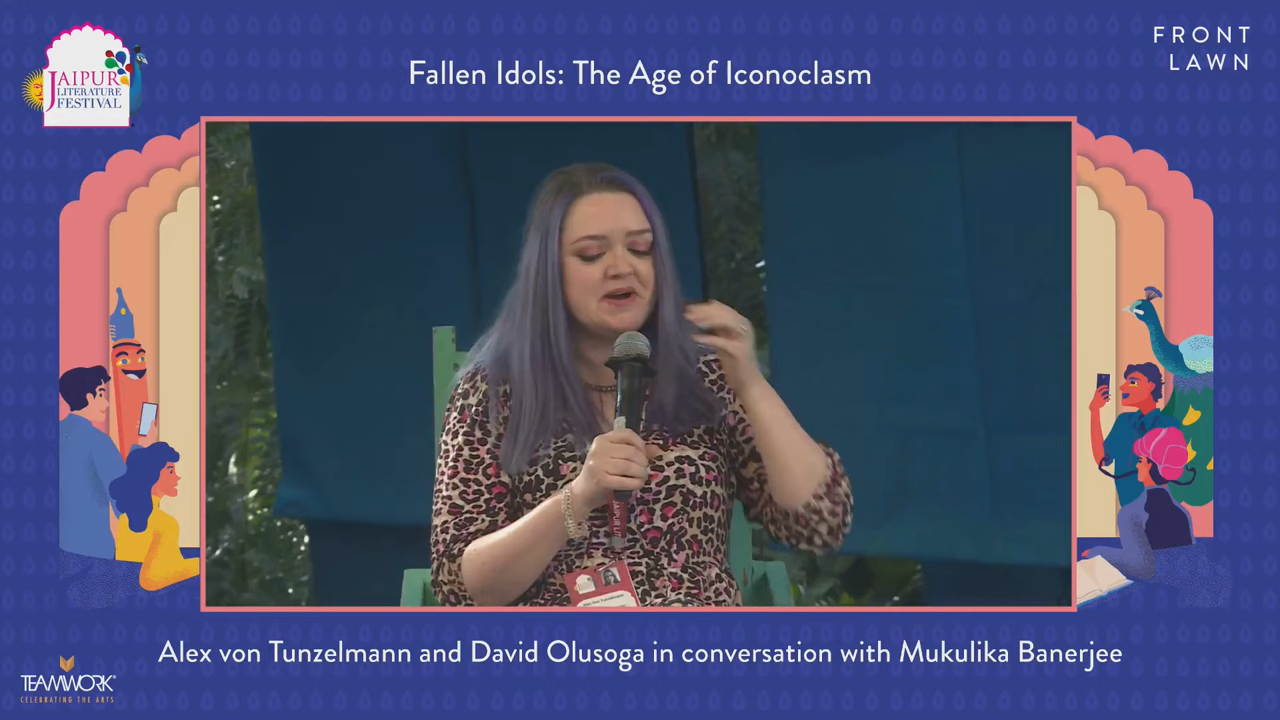 JAIPUR
LITERATURE
FESTIVAL
Fallen Idols: The Age of Iconoclasm
FRONT
LAWN
Alex von Tunzelmann and David Olusoga in conversation with Mukulika Banerjee
TEAMWORK
CELEBRATING THE ARTS